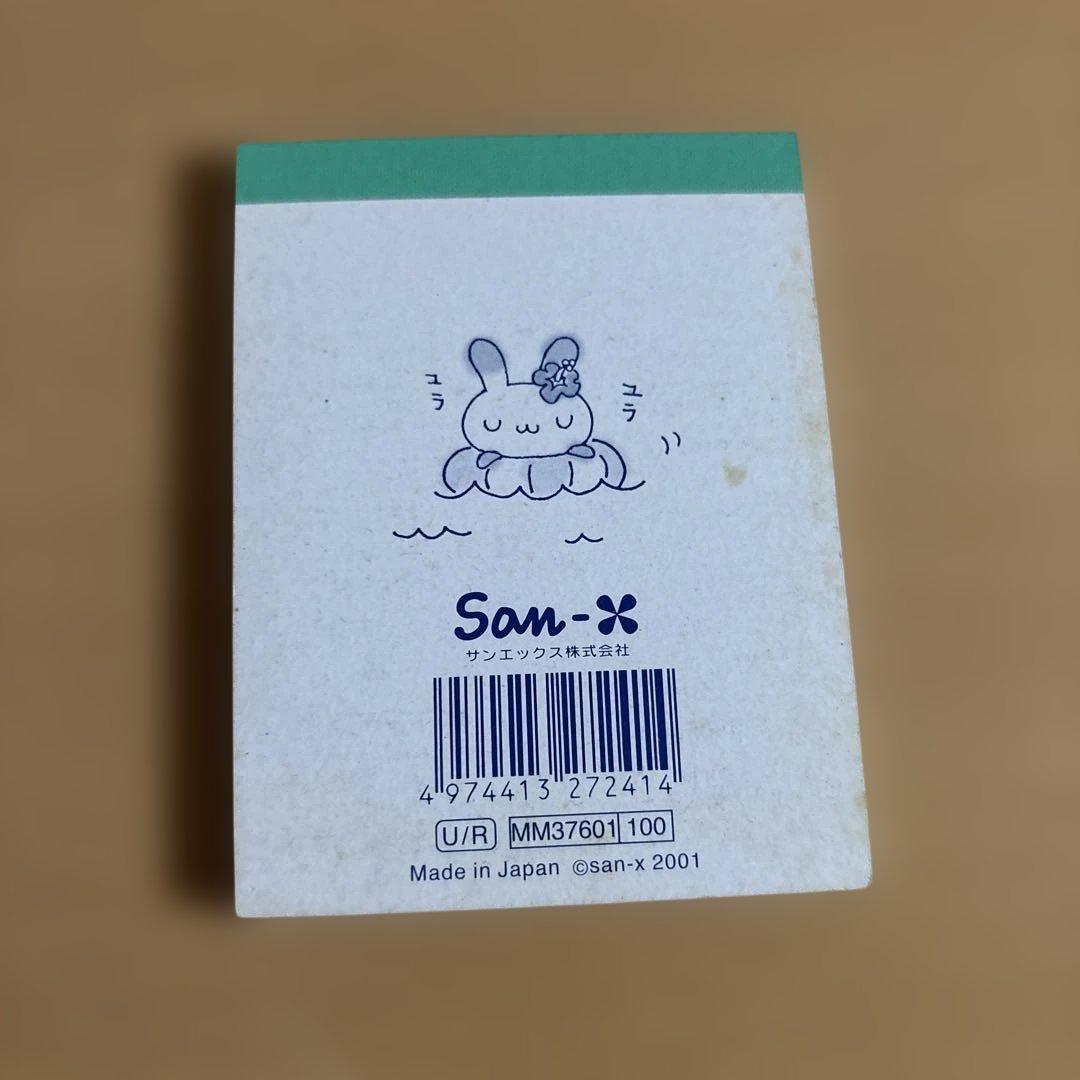 ユラ
ユラ
San-X
サンエックス株式会社
4 974413 272414
U/R MM37601 100
Made in Japan ©san-x 2001